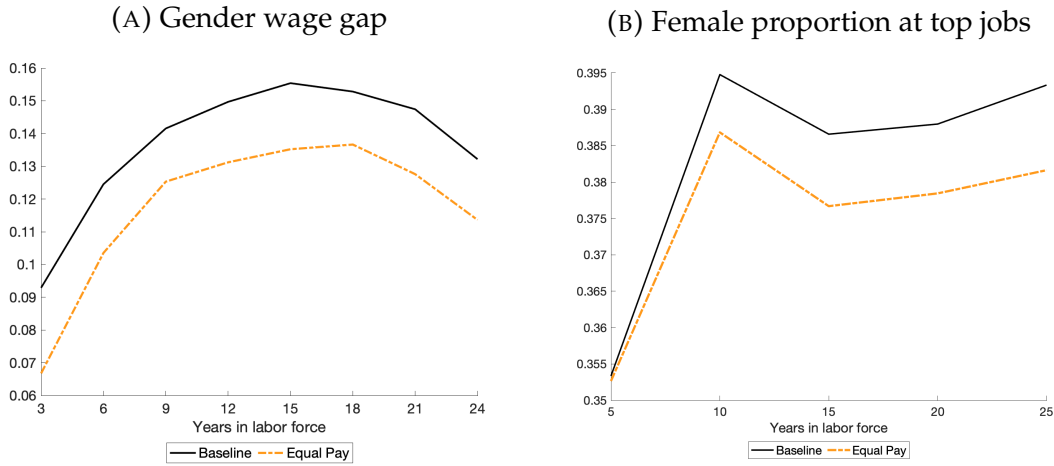 (A) Gender wage gap
0.16
0.15
0.14
0.13
0.12
0.11
0.1
0.09
0.08
0.07
0.06
3 6 9 12 15 18 21 24
Years in labor force
Baseline Equal Pay
(B) Female proportion at top jobs
0.395
0.39
0.385
0.38
0.375
0.37
0.365
0.36
0.355
0.35
5 10 15 20 25
Years in labor force
Baseline Equal Pay